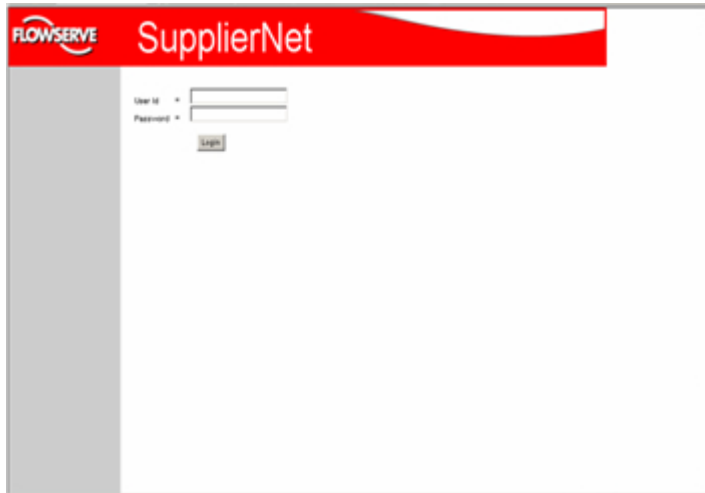 FLOWSERVE
SupplierNet
User Id *
Password *
Login